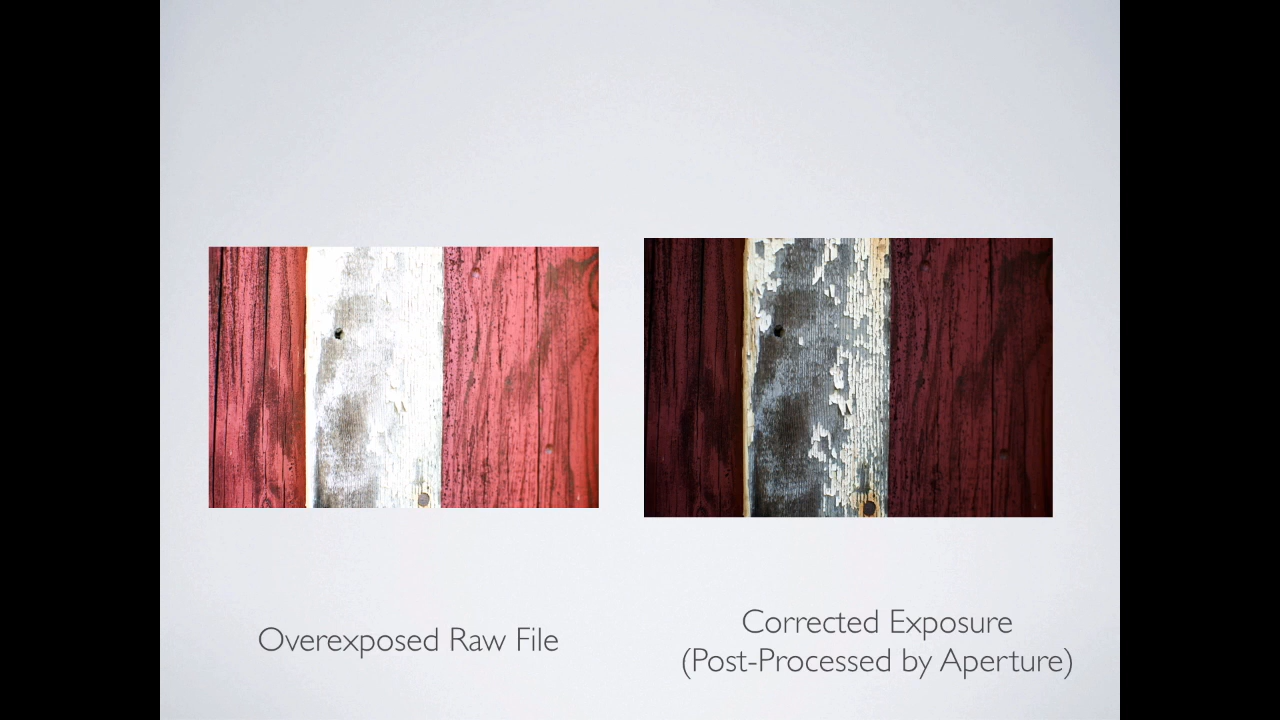 Overexposed Raw File
Corrected Exposure
(Post-Processed by Aperture)